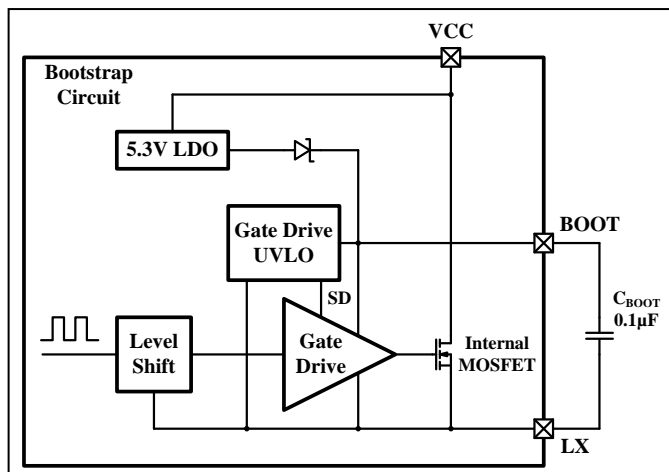 VCC
Bootstrap
Circuit
5.3V LDO
BOOT
Gate Drive
UVLO
SD
C_BOOT
0.1µF
Level
Shift
Gate
Drive
Internal
MOSFET
LX